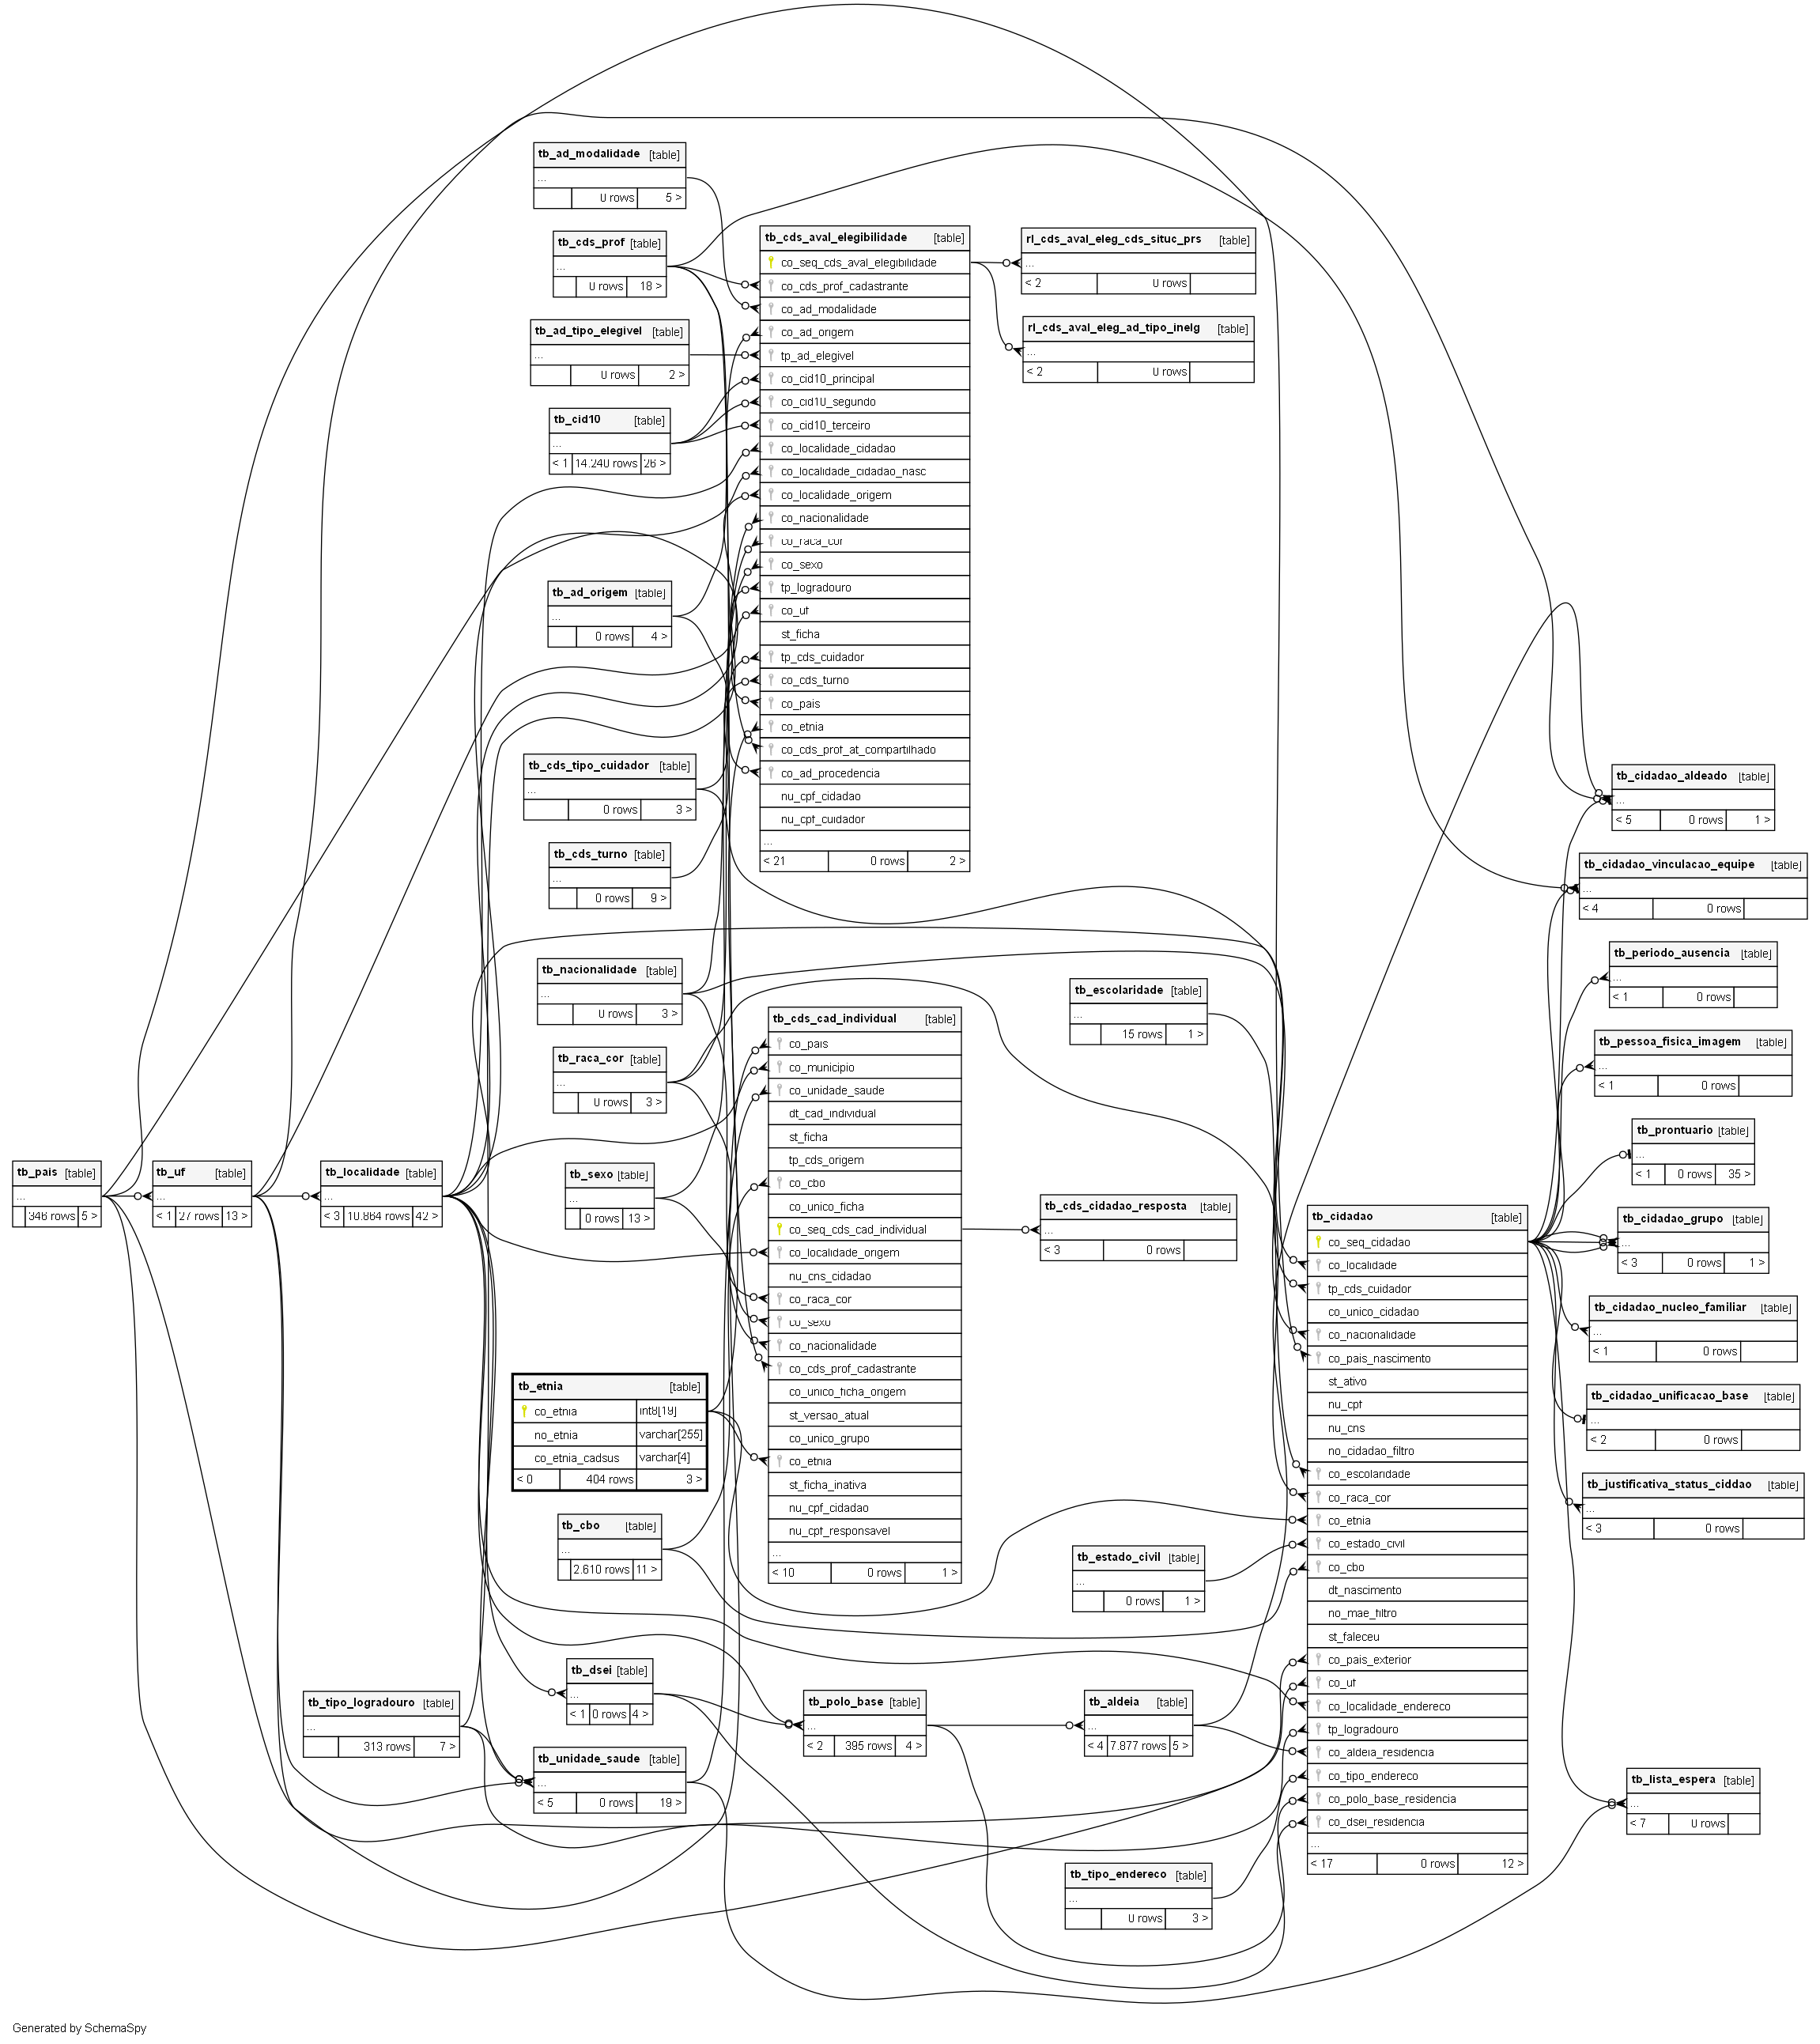 tb_ad_modalidade [table]
...
0 rows 5 >
tb_cds_prof [table]
...
0 rows 18 >
tb_ad_tipo_elegivel [table]
...
0 rows 2 >
tb_cid10 [table]
...
< 1 14.240 rows 26 >
tb_ad_origem [table]
...
0 rows 4 >
tb_cds_tipo_cuidador [table]
...
0 rows 3 >
tb_cds_turno [table]
...
0 rows 9 >
tb_nacionalidade [table]
...
0 rows 3 >
tb_raca_cor [table]
...
0 rows 3 >
tb_sexo [table]
...
0 rows 13 >
tb_pais [table]
...
346 rows 5 >
tb_uf [table]
...
< 1 27 rows 13 >
tb_localidade [table]
...
< 3 10.864 rows 42 >
tb_etnia [table]
co_etnia int8[19]
no_etnia varchar[255]
co_etnia_cadsus varchar[4]
< 0 404 rows 3 >
tb_cbo [table]
...
2.610 rows 11 >
tb_dsei [table]
...
< 1 0 rows 4 >
tb_tipo_logradouro [table]
...
313 rows 7 >
tb_unidade_saude [table]
...
< 5 0 rows 19 >
tb_cds_aval_elegibilidade [table]
co_seq_cds_aval_elegibilidade
co_cds_prof_cadastrante
co_ad_modalidade
co_ad_origem
tp_ad_elegivel
co_cid10_principal
co_cid10_segundo
co_cid10_terceiro
co_localidade_cidadao
co_localidade_cidadao_nasc
co_localidade_origem
co_nacionalidade
co_raca_cor
co_sexo
tp_logradouro
co_uf
st_ficha
tp_cds_cuidador
co_cds_turno
co_pais
co_etnia
co_cds_prof_at_compartilhado
co_ad_procedencia
nu_cpf_cidadao
nu_cpf_cuidador
...
< 21 0 rows 2 >
rl_cds_aval_eleg_cds_situc_prs [table]
...
< 2 0 rows
rl_cds_aval_eleg_ad_tipo_inelg [table]
...
< 2 0 rows
tb_cds_cad_individual [table]
co_pais
co_municipio
co_unidade_saude
dt_cad_individual
st_ficha
tp_cds_origem
co_cbo
co_unico_ficha
co_seq_cds_cad_individual
co_localidade_origem
nu_cns_cidadao
co_raca_cor
co_sexo
co_nacionalidade
co_cds_prof_cadastrante
co_unico_ficha_origem
st_versao_atual
co_unico_grupo
co_etnia
st_ficha_inativa
nu_cpf_cidadao
nu_cpf_responsavel
...
< 10 0 rows 1 >
tb_polo_base [table]
...
< 2 395 rows 4 >
tb_escolaridade [table]
...
15 rows 1 >
tb_cds_cidadao_resposta [table]
...
< 3 0 rows
tb_estado_civil [table]
...
0 rows 1 >
tb_aldeia [table]
...
< 4 7.877 rows 5 >
tb_tipo_endereco [table]
...
0 rows 3 >
tb_cidadao [table]
co_seq_cidadao
co_localidade
tp_cds_cuidador
co_unico_cidadao
co_nacionalidade
co_pais_nascimento
st_ativo
nu_cpf
nu_cns
no_cidadao_filtro
co_escolaridade
co_raca_cor
co_etnia
co_estado_civil
co_cbo
dt_nascimento
no_mae_filtro
st_faleceu
co_pais_exterior
co_uf
co_localidade_endereco
tp_logradouro
co_aldeia_residencia
co_tipo_endereco
co_polo_base_residencia
co_dsei_residencia
...
< 17 0 rows 12 >
tb_cidadao_aldeado [table]
...
< 5 0 rows 1 >
tb_cidadao_vinculacao_equipe [table]
...
< 4 0 rows
tb_periodo_ausencia [table]
...
< 1 0 rows
tb_pessoa_fisica_imagem [table]
...
< 1 0 rows
tb_prontuario [table]
...
< 1 0 rows 35 >
tb_cidadao_grupo [table]
...
< 3 0 rows 1 >
tb_cidadao_nucleo_familiar [table]
...
< 1 0 rows
tb_cidadao_unificacao_base [table]
...
< 2 0 rows
tb_justificativa_status_ciddao [table]
...
< 3 0 rows
tb_lista_espera [table]
...
< 7 0 rows
Generated by SchemaSpy